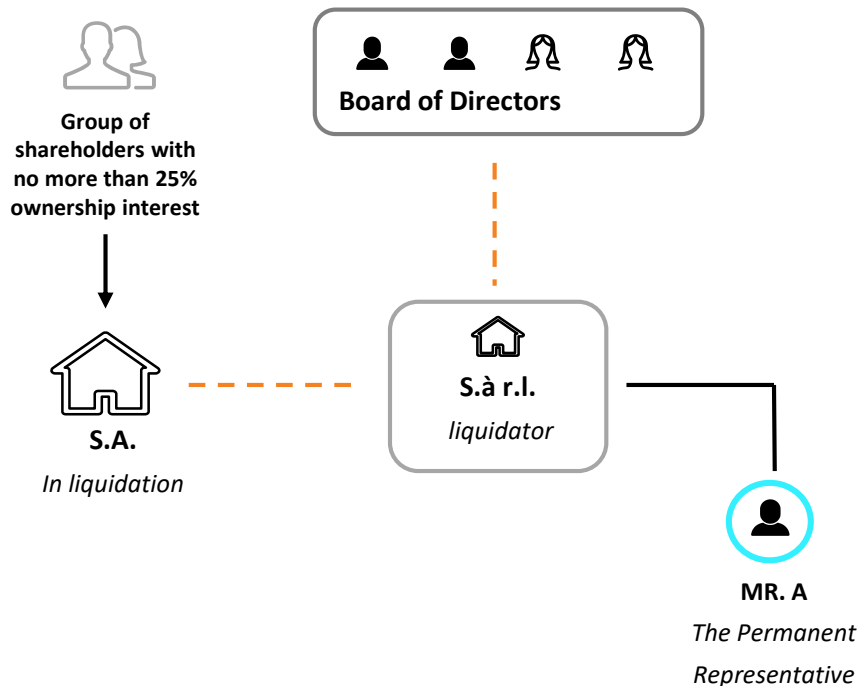 Board of Directors
Group of
shareholders with
no more than 25%
ownership interest
S.à r.l.
liquidator
S.A.
In liquidation
MR. A
The Permanent
Representative